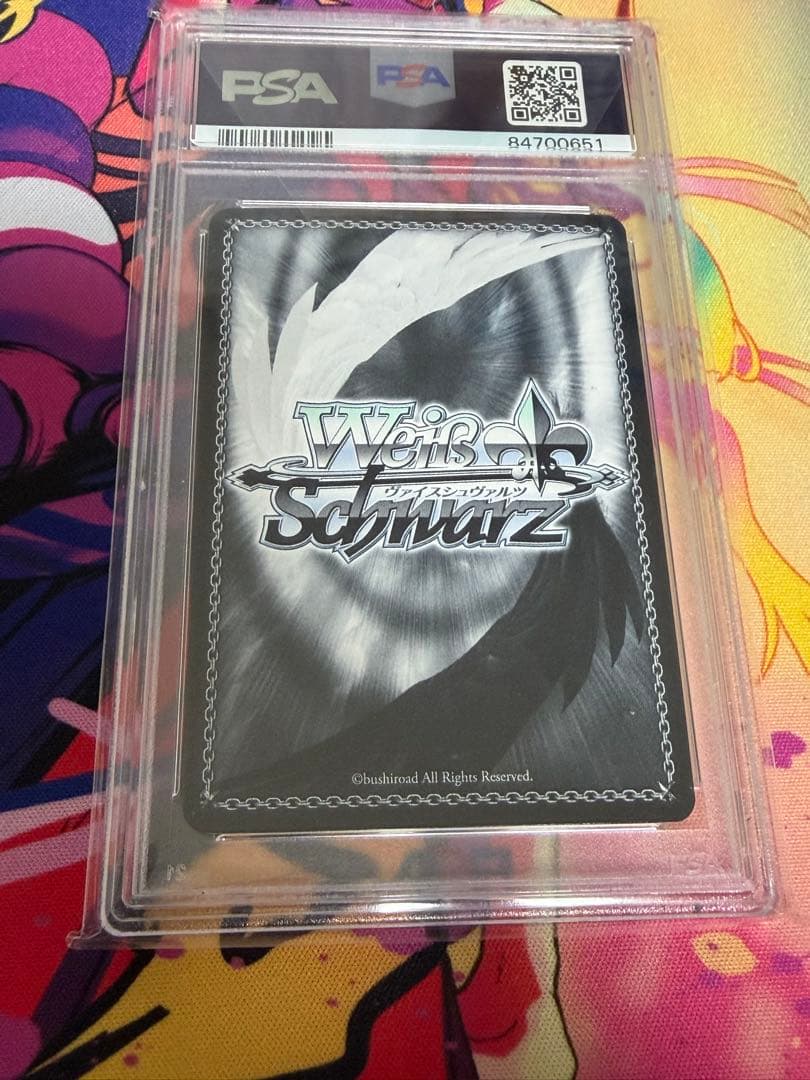 PSA
PSA
84700651
Weiß
ヴァイスシュヴァルツ
Schwarz
©bushiroad All Rights Reserved.